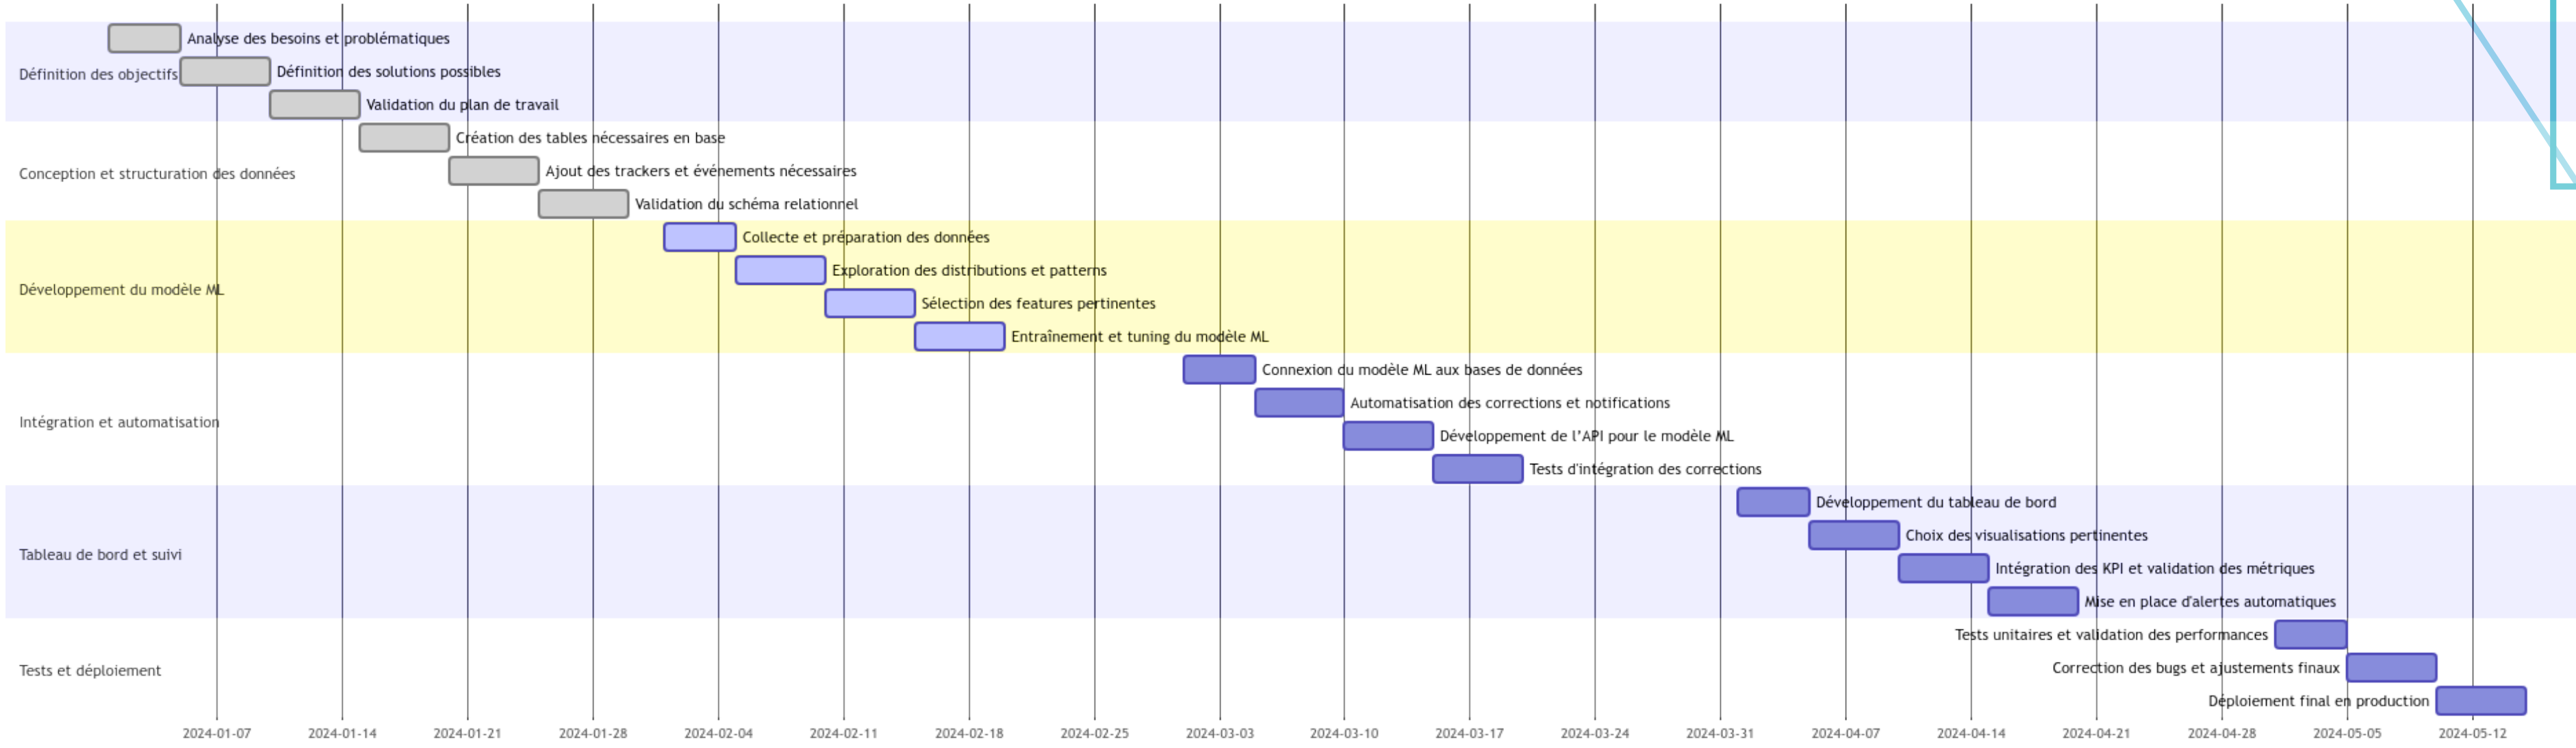 Analyse des besoins et problématiques
Définition des objectifs
Définition des solutions possibles
Validation du plan de travail
Création des tables nécessaires en base
Conception et structuration des données
Ajout des trackers et événements nécessaires
Validation du schéma relationnel
Collecte et préparation des données
Exploration des distributions et patterns
Développement du modèle ML
Sélection des features pertinentes
Entraînement et tuning du modèle ML
Connexion du modèle ML aux bases de données
Automatisation des corrections et notifications
Intégration et automatisation
Développement de l’API pour le modèle ML
Tests d'intégration des corrections
Développement du tableau de bord
Choix des visualisations pertinentes
Tableau de bord et suivi
Intégration des KPI et validation des métriques
Mise en place d'alertes automatiques
Tests unitaires et validation des performances
Tests et déploiement
Correction des bugs et ajustements finaux
Déploiement final en production
2024-01-07 2024-01-14 2024-01-21 2024-01-28 2024-02-04 2024-02-11 2024-02-18 2024-02-25 2024-03-03 2024-03-10 2024-03-17 2024-03-24 2024-03-31 2024-04-07 2024-04-14 2024-04-21 2024-04-28 2024-05-05 2024-05-12